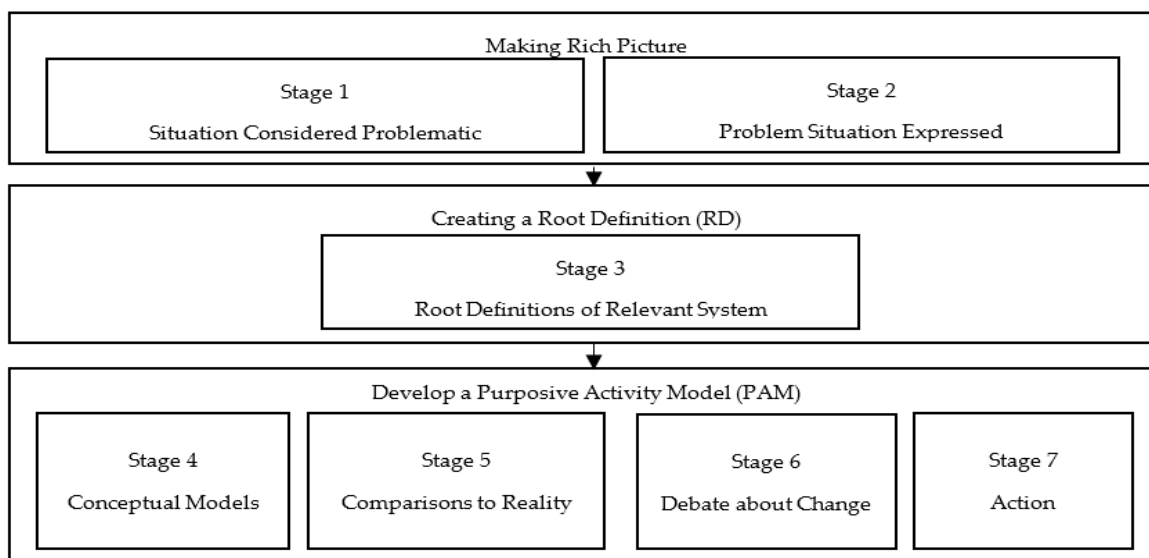 Making Rich Picture
Stage 1
Situation Considered Problematic
Stage 2
Problem Situation Expressed
Creating a Root Definition (RD)
Stage 3
Root Definitions of Relevant System
Develop a Purposive Activity Model (PAM)
Stage 4
Conceptual Models
Stage 5
Comparisons to Reality
Stage 6
Debate about Change
Stage 7
Action